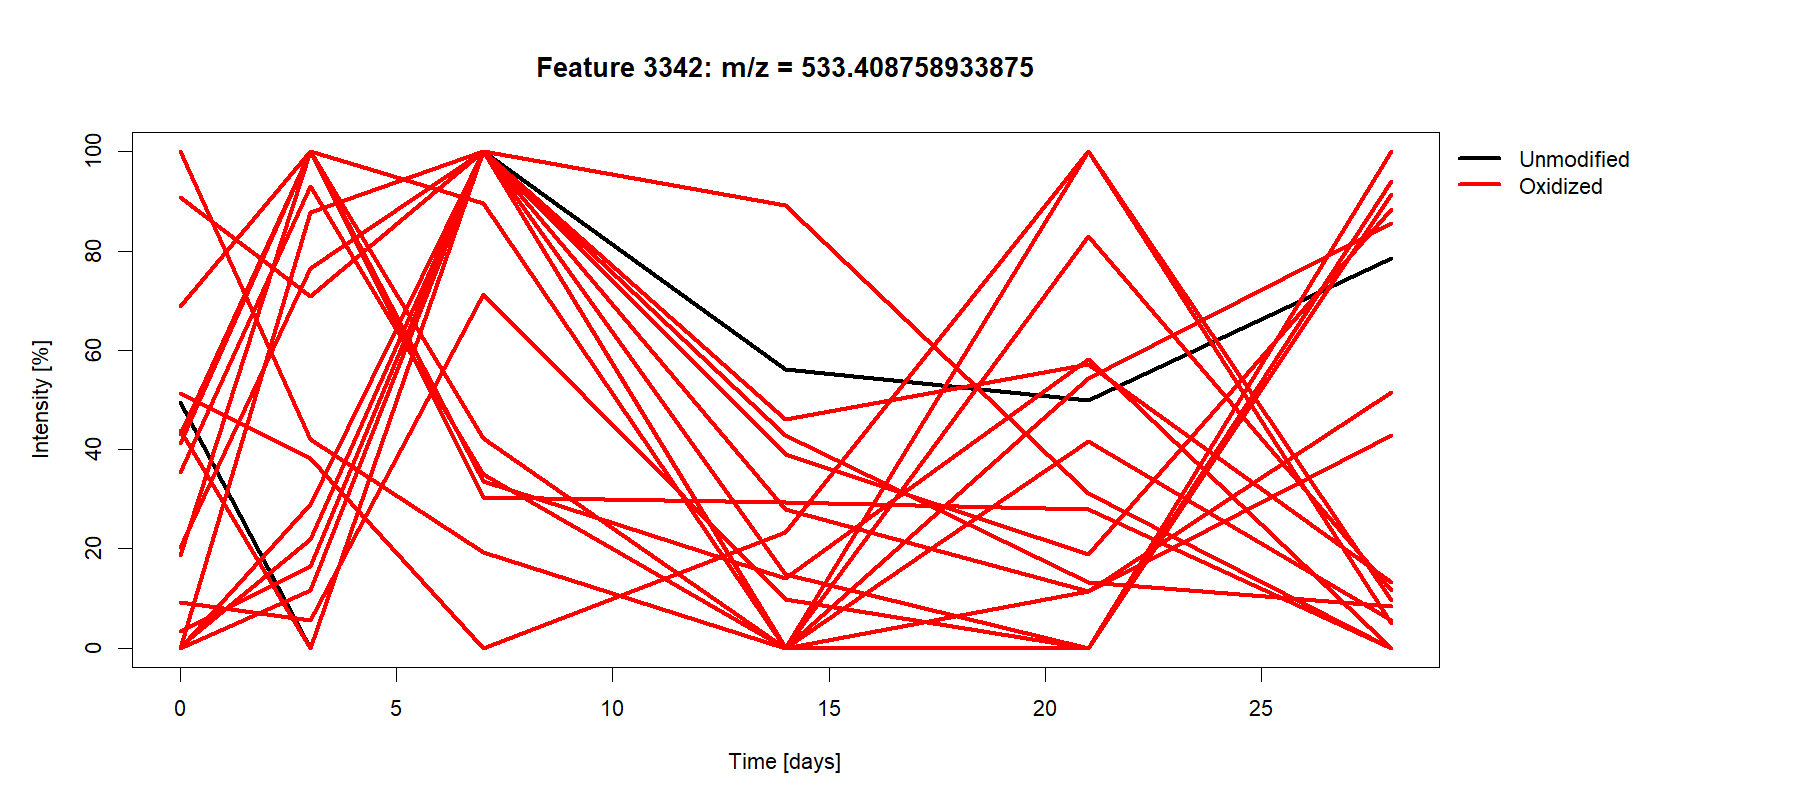 Feature 3342: m/z = 533.408758933875
Unmodified
Oxidized
Intensity [%]
100
80
60
40
20
0
0 5 10 15 20 25
Time [days]